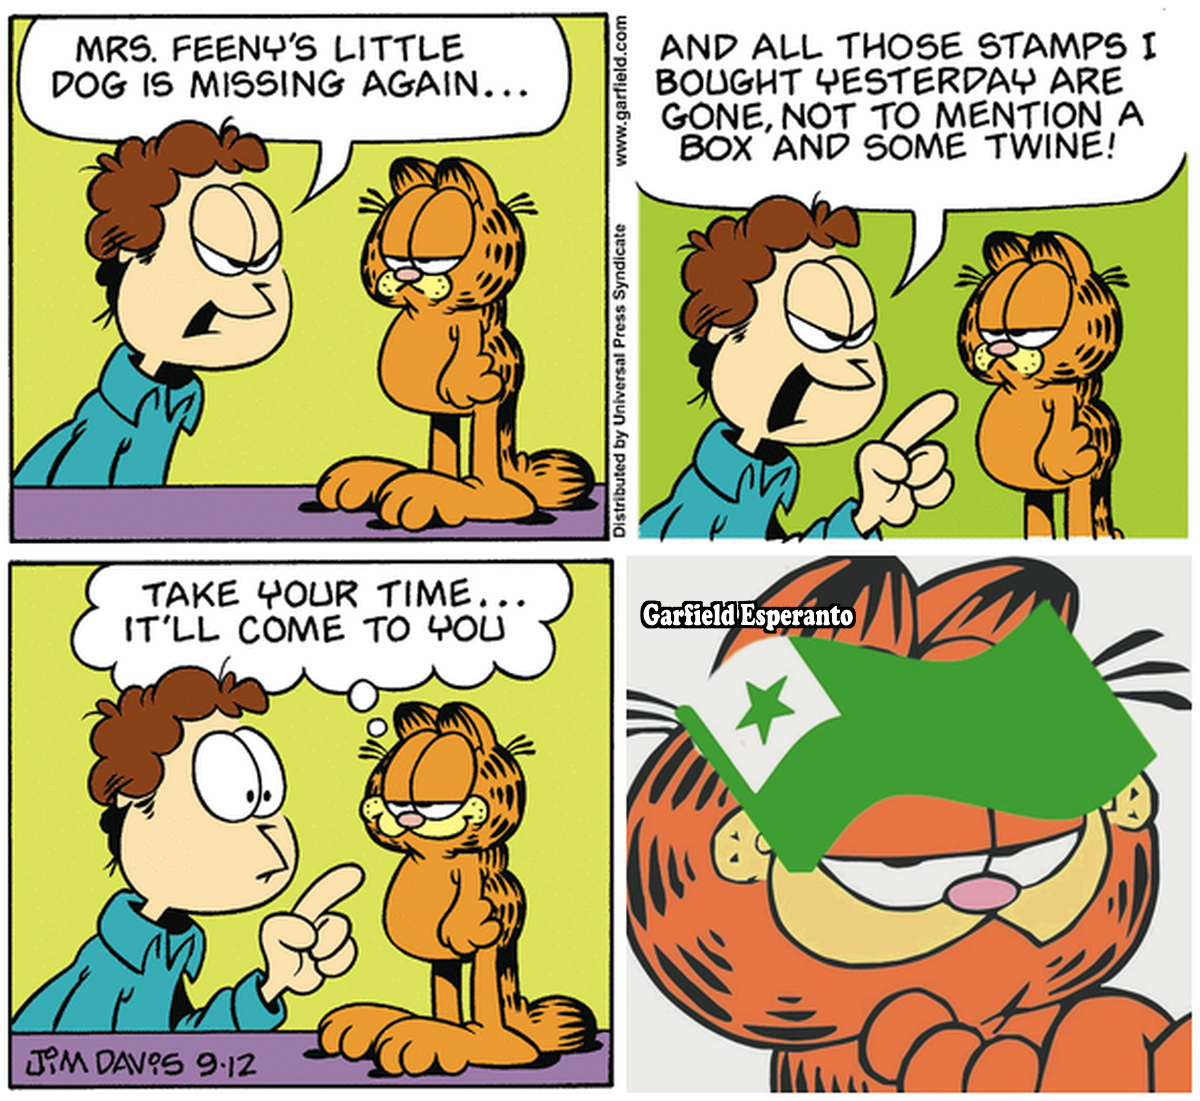 MRS. FEENY'S LITTLE
DOG IS MISSING AGAIN...
www.garfield.com
Distributed by Universal Press Syndicate
AND ALL THOSE STAMPS I
BOUGHT YESTERDAY ARE
GONE, NOT TO MENTION A
BOX AND SOME TWINE!
TAKE YOUR TIME...
IT'LL COME TO YOU
JIM DAVIS 9·12
Garfield Esperanto